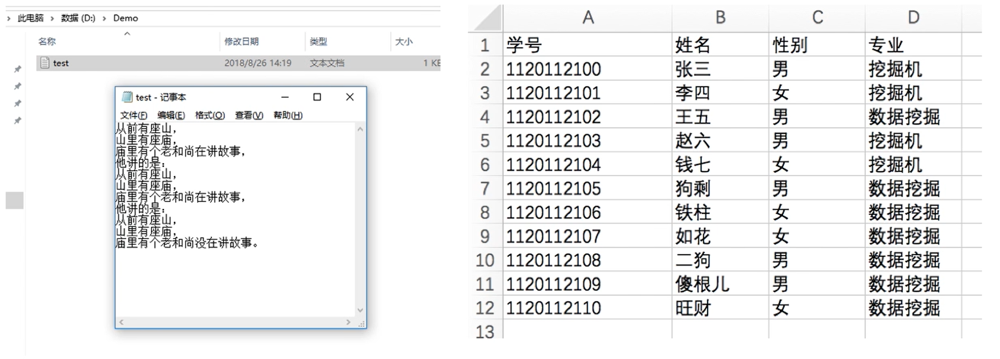 此电脑 > 数据 (D:) > Demo
名称 修改日期 类型 大小
test 2018/8/26 14:19 文本文档 1 KE
test - 记事本
文件(F) 编辑(E) 格式(O) 查看(V) 帮助(H)
从前有座山，
山里有座庙，
庙里有个老和尚在讲故事，
他讲的是：
从前有座山，
山里有座庙，
庙里有个老和尚在讲故事，
他讲的是：
从前有座山，
山里有座庙，
庙里有个老和尚没在讲故事。
A B C D
1 学号 姓名 性别 专业
2 1120112100 张三 男 挖掘机
3 1120112101 李四 女 挖掘机
4 1120112102 王五 男 数据挖掘
5 1120112103 赵六 男 挖掘机
6 1120112104 钱七 女 挖掘机
7 1120112105 狗剩 男 数据挖掘
8 1120112106 铁柱 女 数据挖掘
9 1120112107 如花 女 数据挖掘
10 1120112108 二狗 男 数据挖掘
11 1120112109 傻根儿 男 数据挖掘
12 1120112110 旺财 女 数据挖掘
13